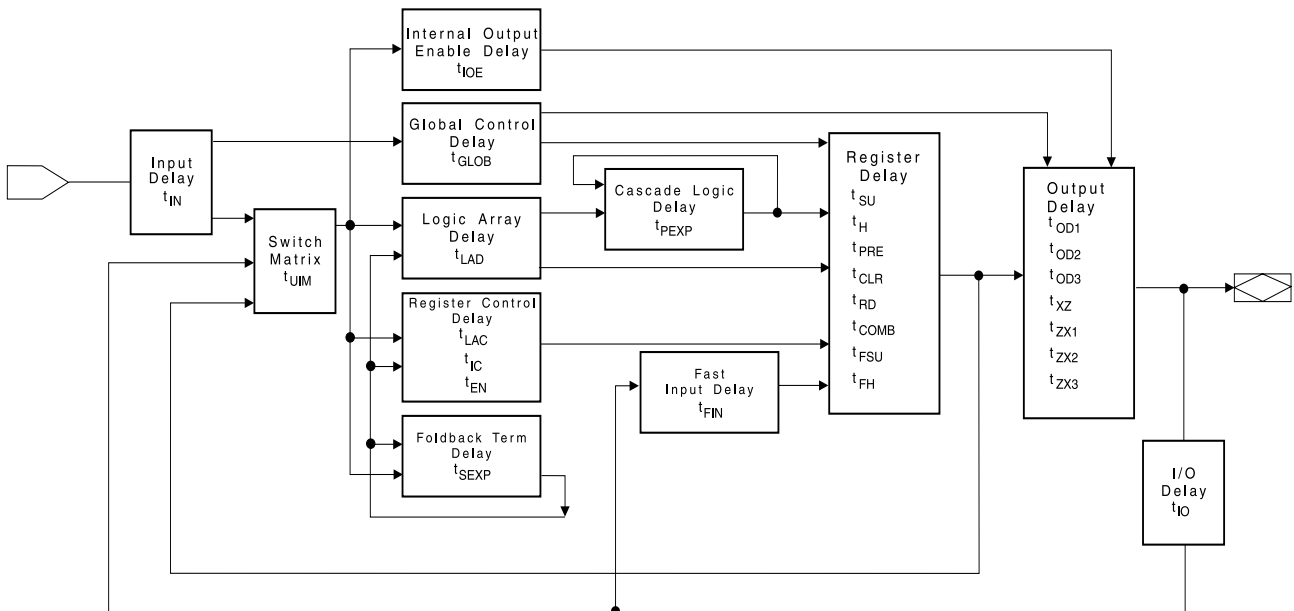 Internal Output
Enable Delay
tIOE
Global Control
Delay
tGLOB
Input
Delay
tIN
Switch
Matrix
tUIM
Logic Array
Delay
tLAD
Cascade Logic
Delay
tPEXP
Register Control
Delay
tLAC
tIC
tEN
Foldback Term
Delay
tSEXP
Fast
Input Delay
tFIN
Register
Delay
tSU
tH
tPRE
tCLR
tRD
tCOMB
tFSU
tFH
Output
Delay
tOD1
tOD2
tOD3
tXZ
tZX1
tZX2
tZX3
I/O
Delay
tIO